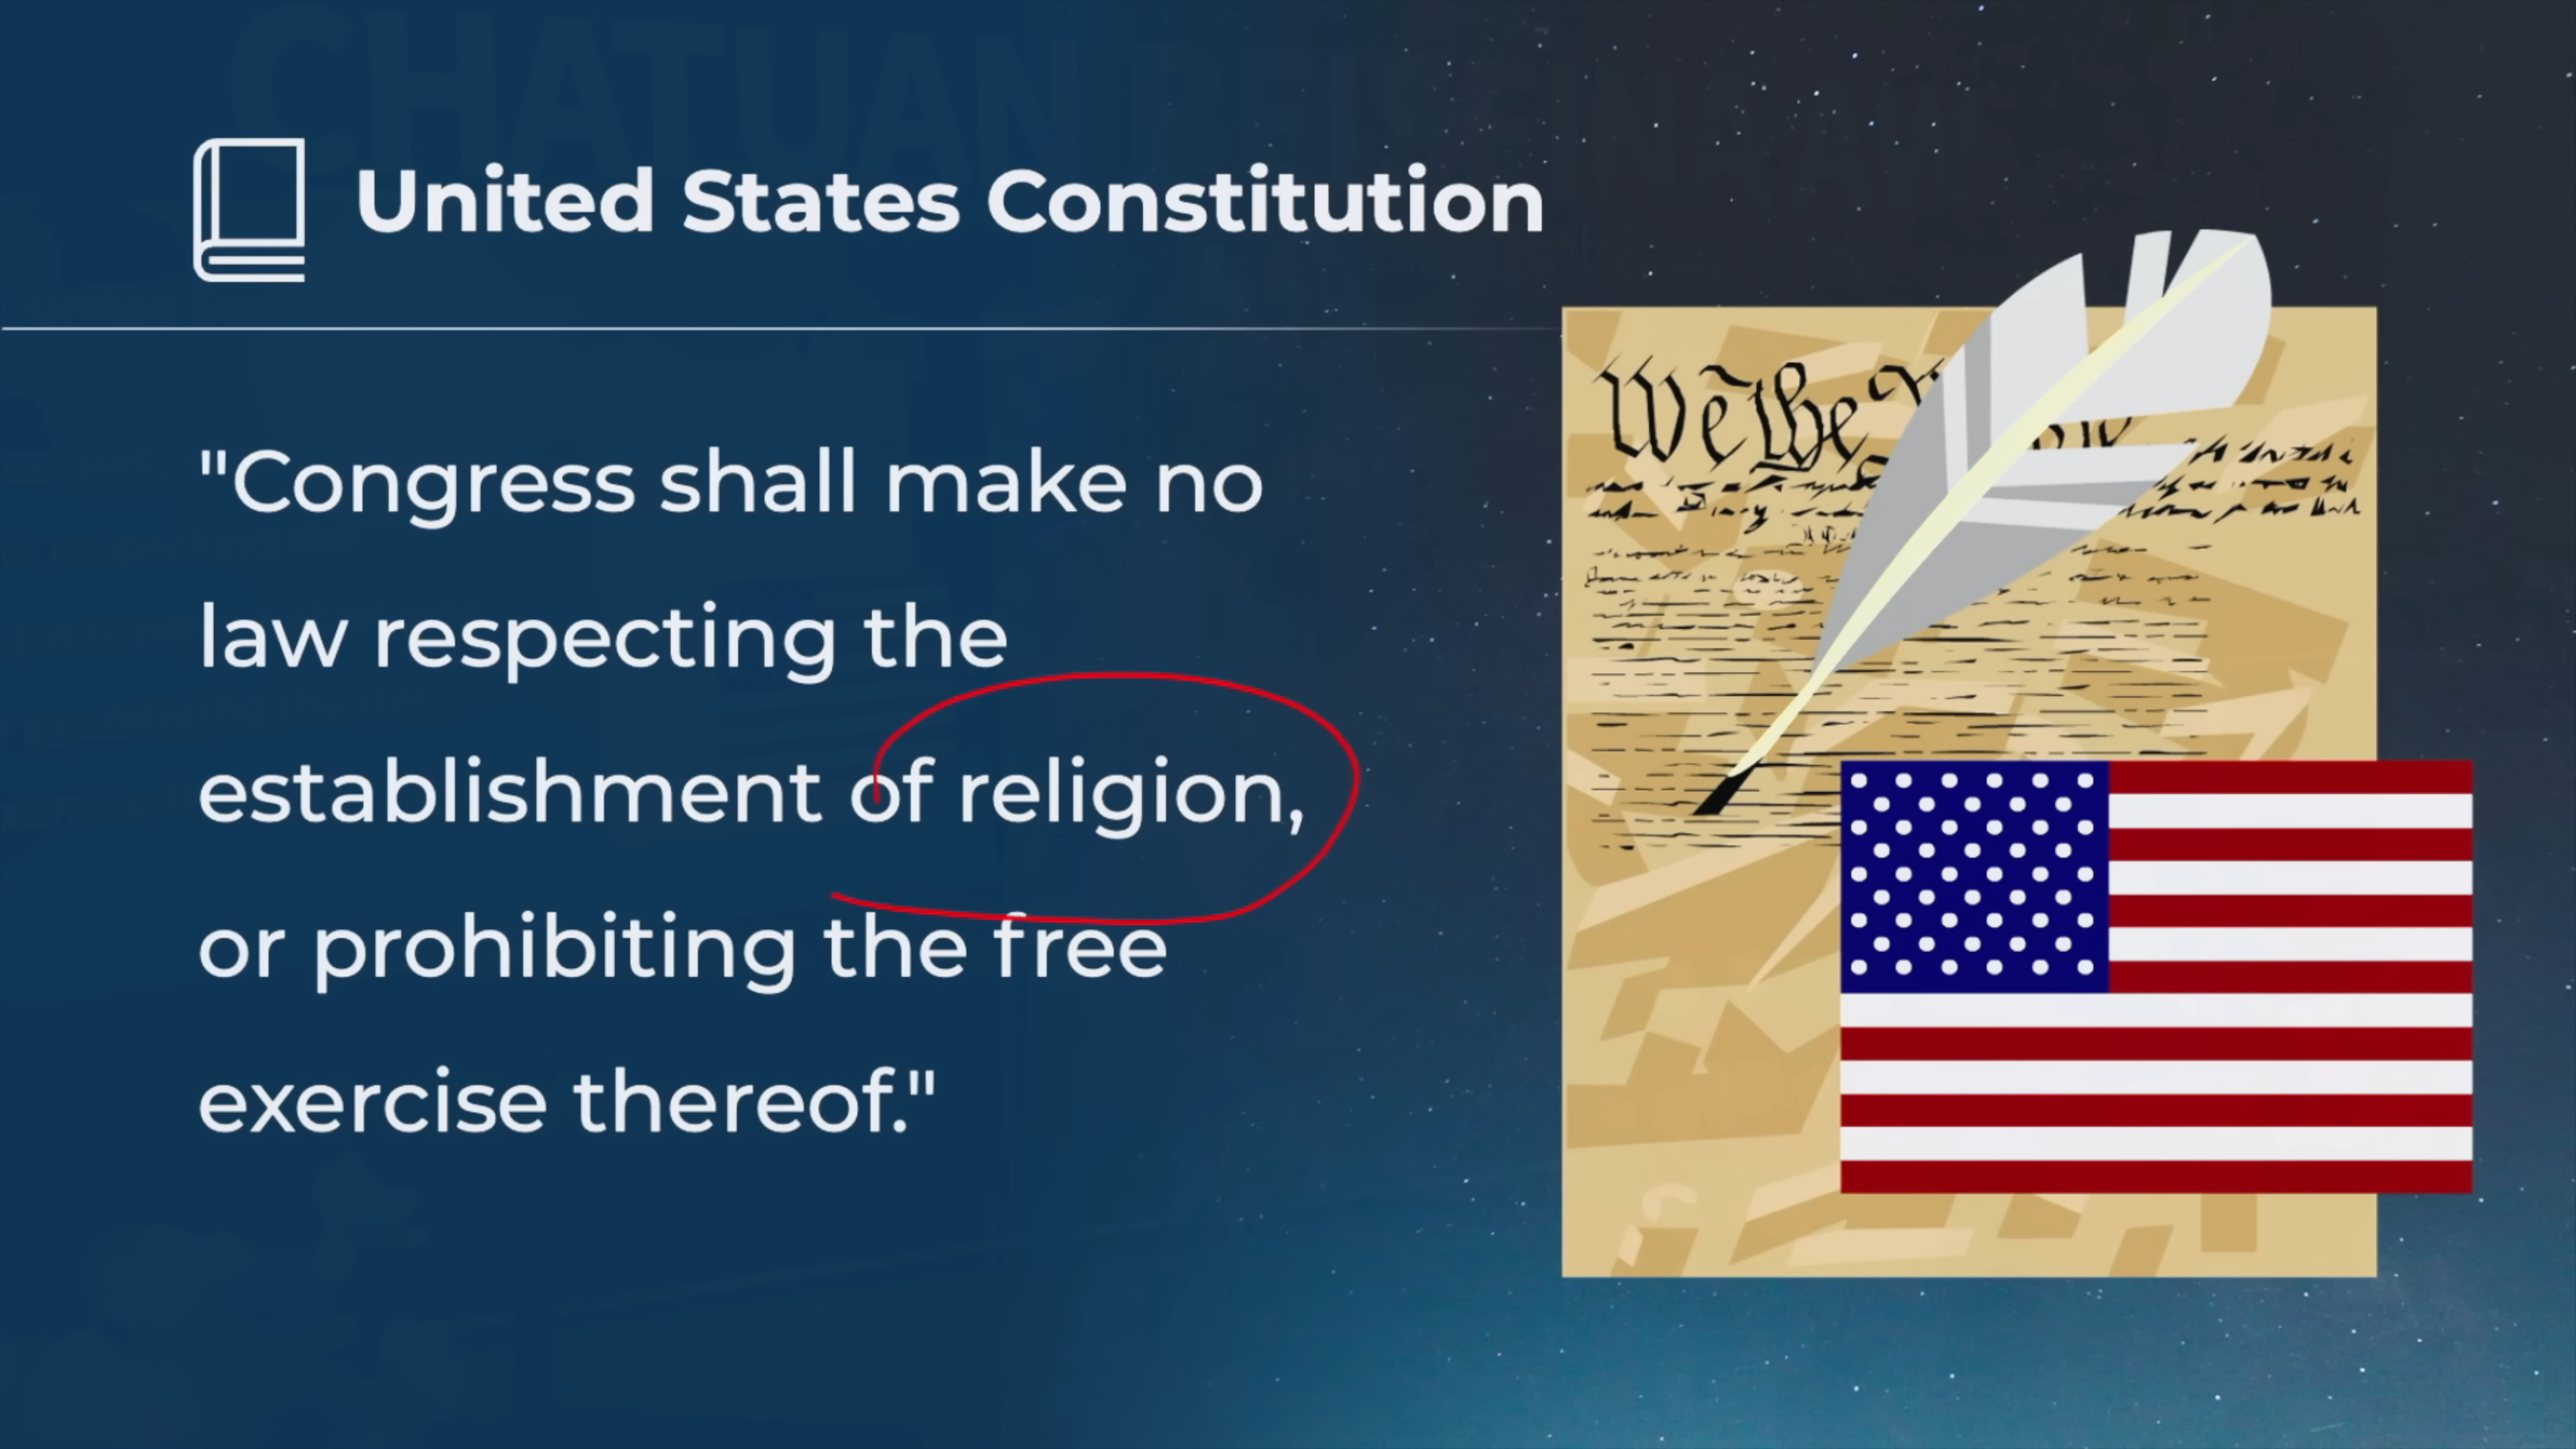 United States Constitution
"Congress shall make no
law respecting the
establishment of religion,
or prohibiting the free
exercise thereof."
We the